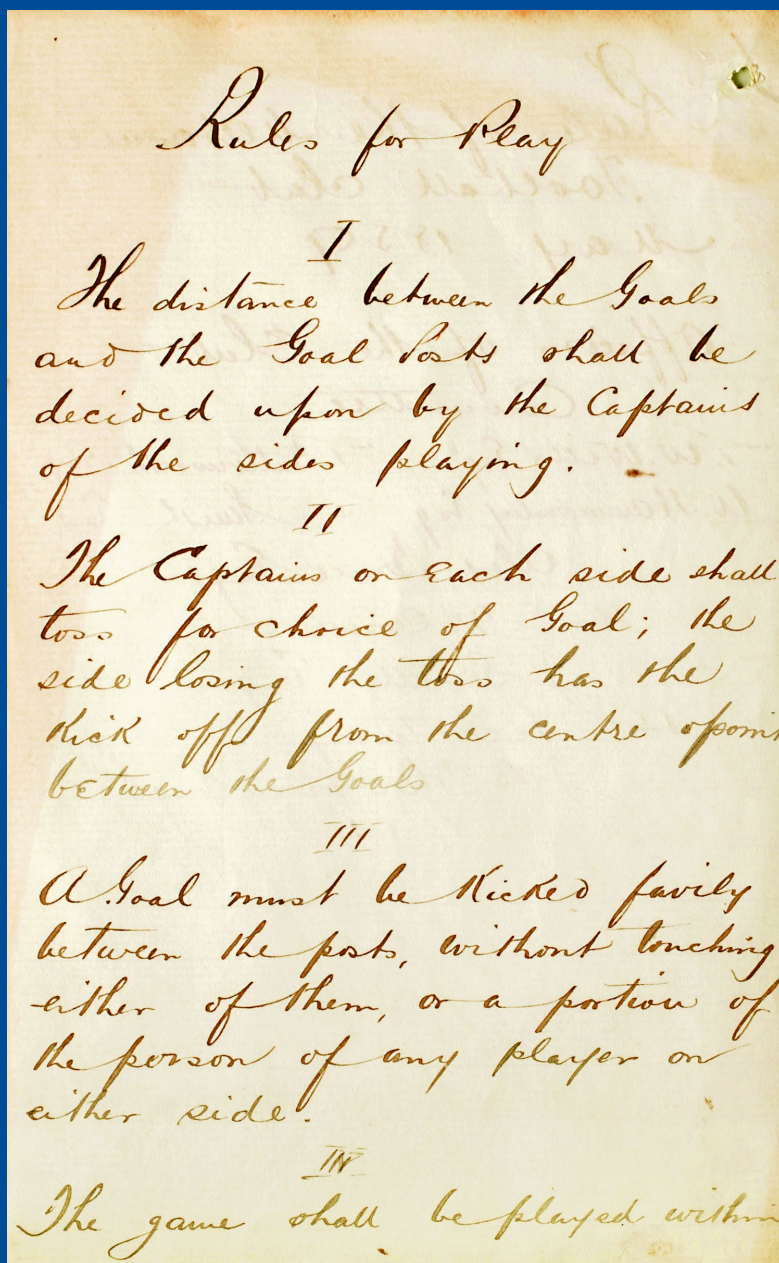 Rules for Play
I
The distance between the Goals
and the Goal Posts shall be
decided upon by the Captains
of the sides playing.
II
The Captains on each side shall
toss for choice of Goal; the
side losing the toss has the
Kick off from the centre
between the Goals
III
A Goal must be Kicked fairly
between the posts, without touching
either of them, or a portion of
the person of any player on
either side.
IV
The game shall be played within